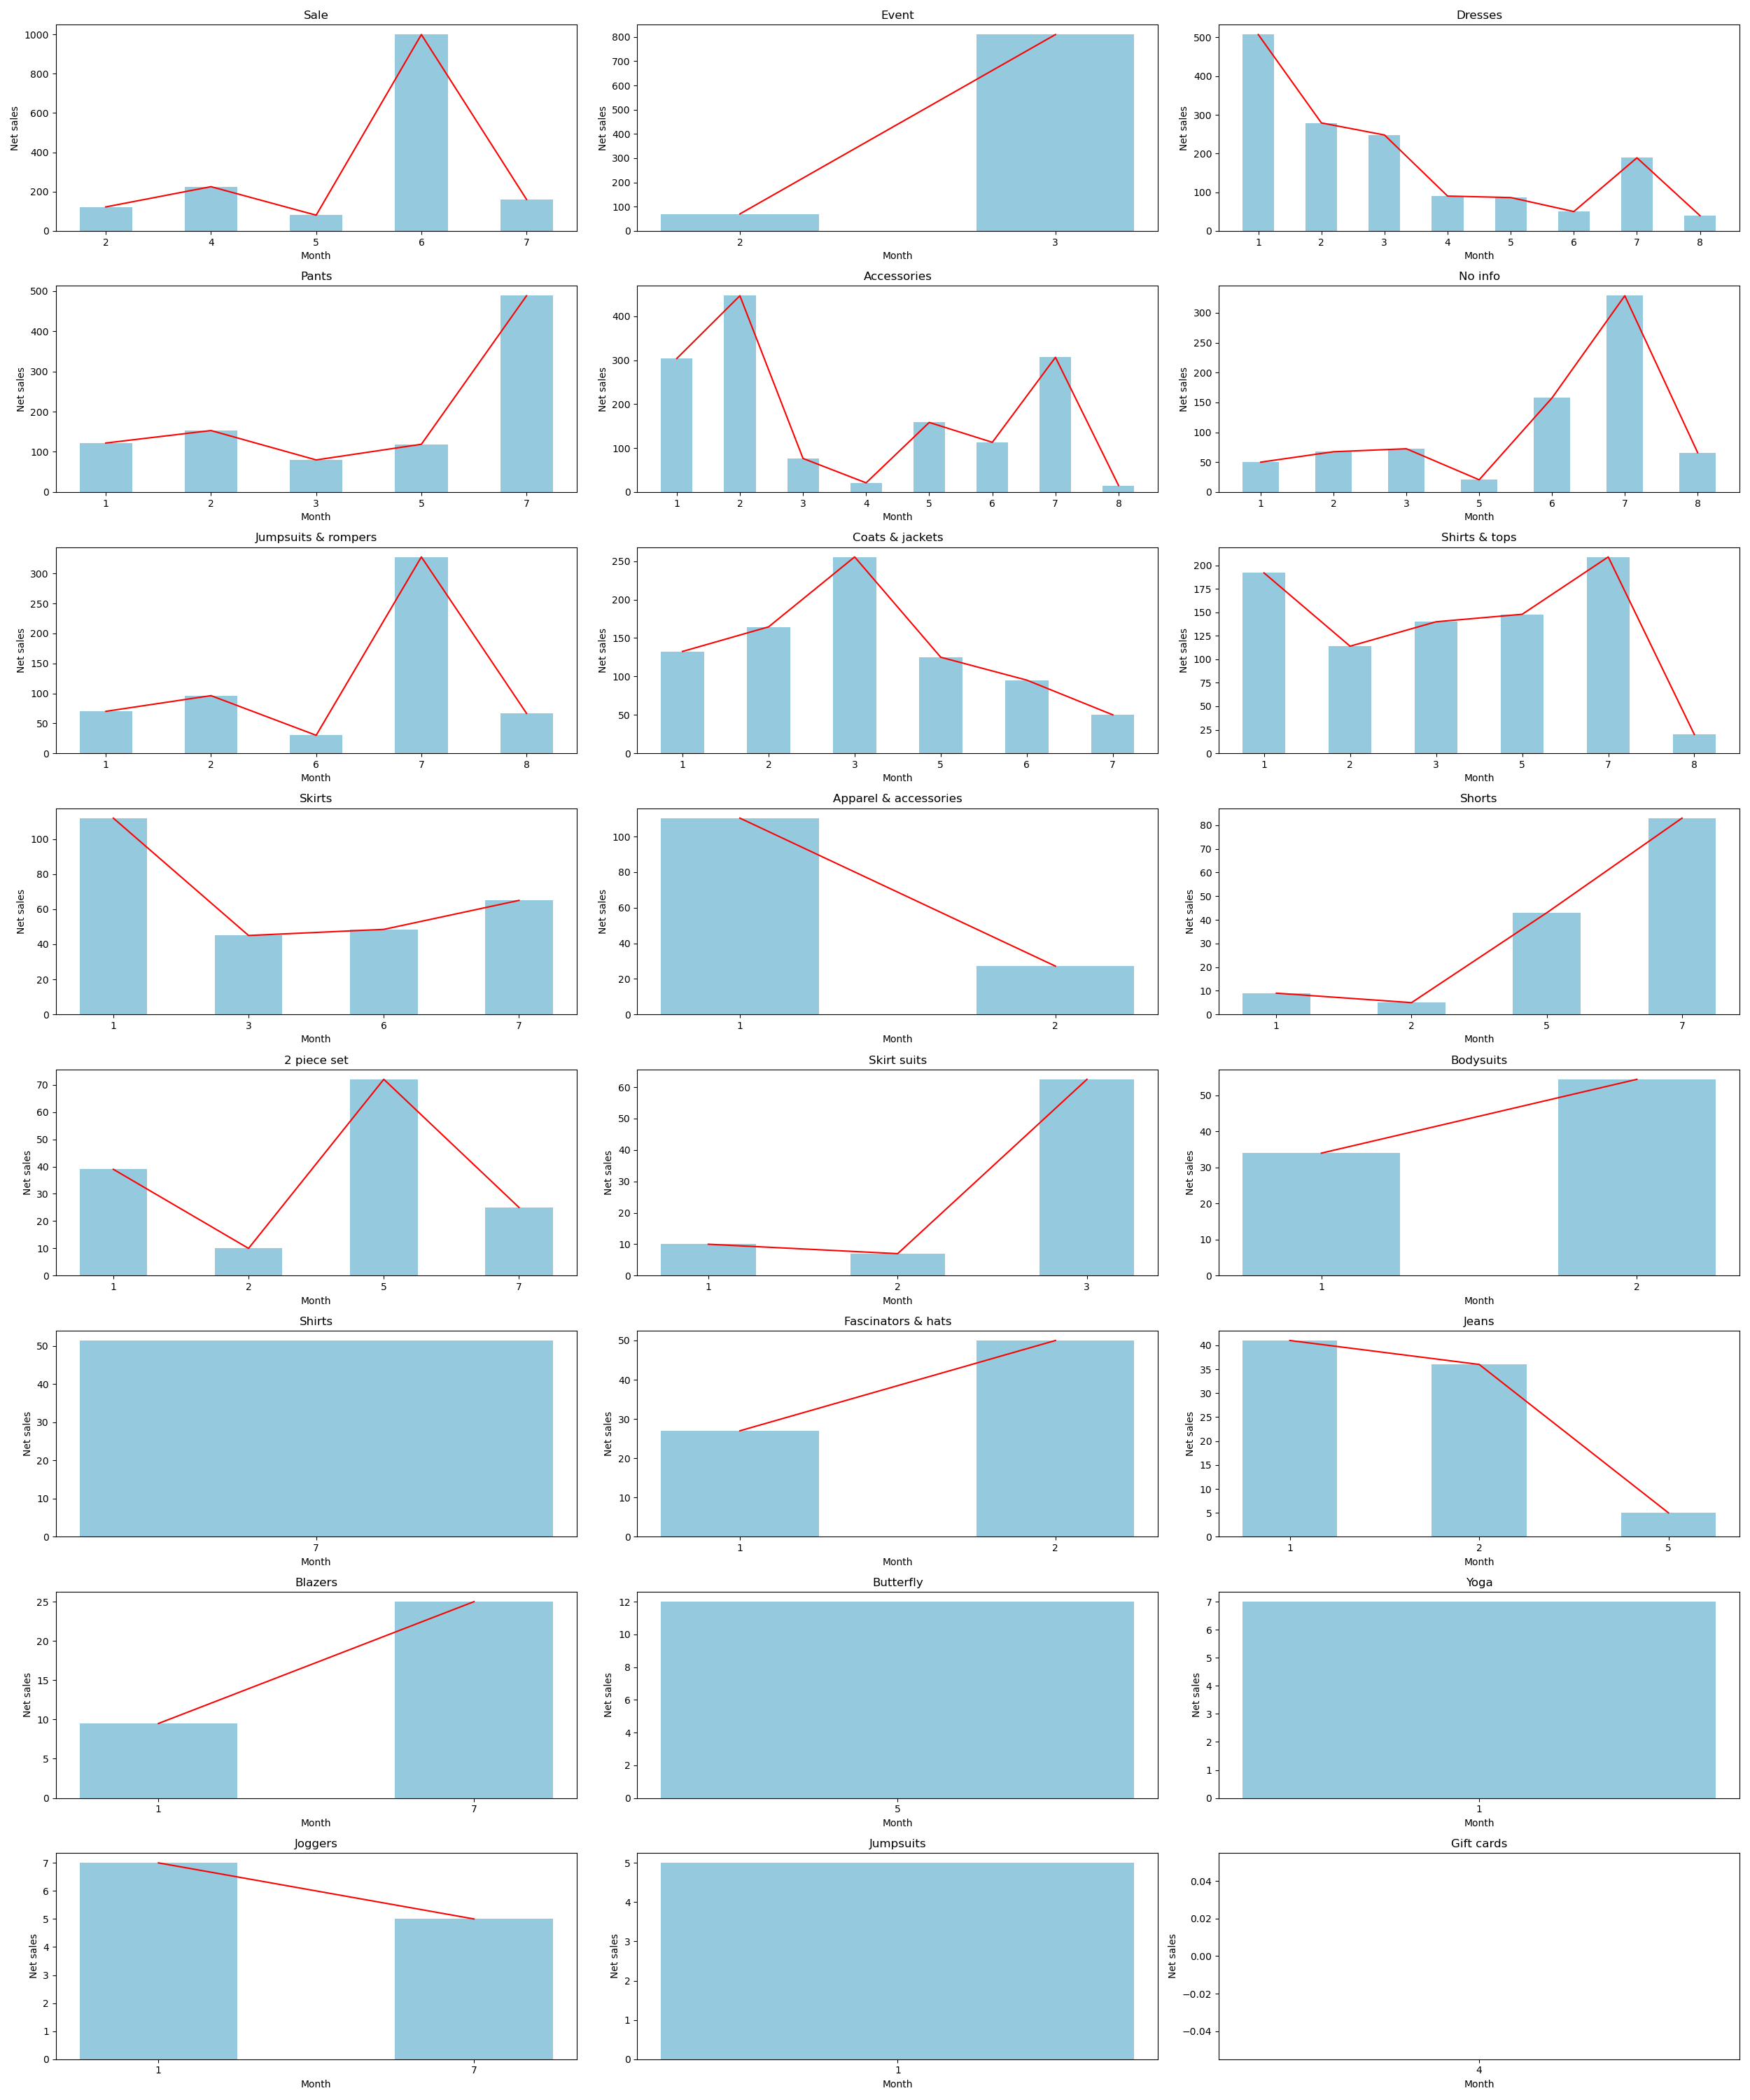 Sale
Event
Dresses
Net sales
1000
800
600
400
200
0
2 4 5 6 7
Month
Net sales
800
700
600
500
400
300
200
100
0
2 3
Month
Net sales
500
400
300
200
100
0
1 2 3 4 5 6 7 8
Month
Pants
Accessories
No info
Net sales
500
400
300
200
100
0
1 2 3 5 7
Month
Net sales
400
300
200
100
0
1 2 3 4 5 6 7 8
Month
Net sales
300
250
200
150
100
50
0
1 2 3 5 6 7 8
Month
Jumpsuits & rompers
Coats & jackets
Shirts & tops
Net sales
300
250
200
150
100
50
0
1 2 6 7 8
Month
Net sales
250
200
150
100
50
0
1 2 3 5 6 7
Month
Net sales
200
175
150
125
100
75
50
25
0
1 2 3 5 7 8
Month
Skirts
Apparel & accessories
Shorts
Net sales
100
80
60
40
20
0
1 3 6 7
Month
Net sales
100
80
60
40
20
0
1 2
Month
Net sales
80
70
60
50
40
30
20
10
0
1 2 5 7
Month
2 piece set
Skirt suits
Bodysuits
Net sales
70
60
50
40
30
20
10
0
1 2 5 7
Month
Net sales
60
50
40
30
20
10
0
1 2 3
Month
Net sales
50
40
30
20
10
0
1 2
Month
Shirts
Fascinators & hats
Jeans
Net sales
50
40
30
20
10
0
7
Month
Net sales
50
40
30
20
10
0
1 2
Month
Net sales
40
35
30
25
20
15
10
5
0
1 2 5
Month
Blazers
Butterfly
Yoga
Net sales
25
20
15
10
5
0
1 7
Month
Net sales
12
10
8
6
4
2
0
5
Month
Net sales
7
6
5
4
3
2
1
0
1
Month
Joggers
Jumpsuits
Gift cards
Net sales
7
6
5
4
3
2
1
0
1 7
Month
Net sales
5
4
3
2
1
0
1
Month
Net sales
0.04
0.02
0.00
−0.02
−0.04
4
Month